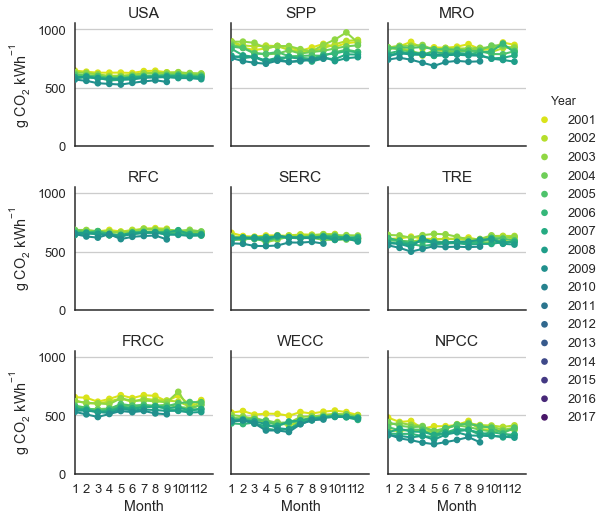 USA SPP MRO
1000
500
0
g CO2 kWh−1
RFC SERC TRE
1000
500
0
g CO2 kWh−1
FRCC WECC NPCC
1000
500
0
g CO2 kWh−1
1 2 3 4 5 6 7 8 9 10 11 12 1 2 3 4 5 6 7 8 9 10 11 12 1 2 3 4 5 6 7 8 9 10 11 12
Month Month Month
Year
2001
2002
2003
2004
2005
2006
2007
2008
2009
2010
2011
2012
2013
2014
2015
2016
2017